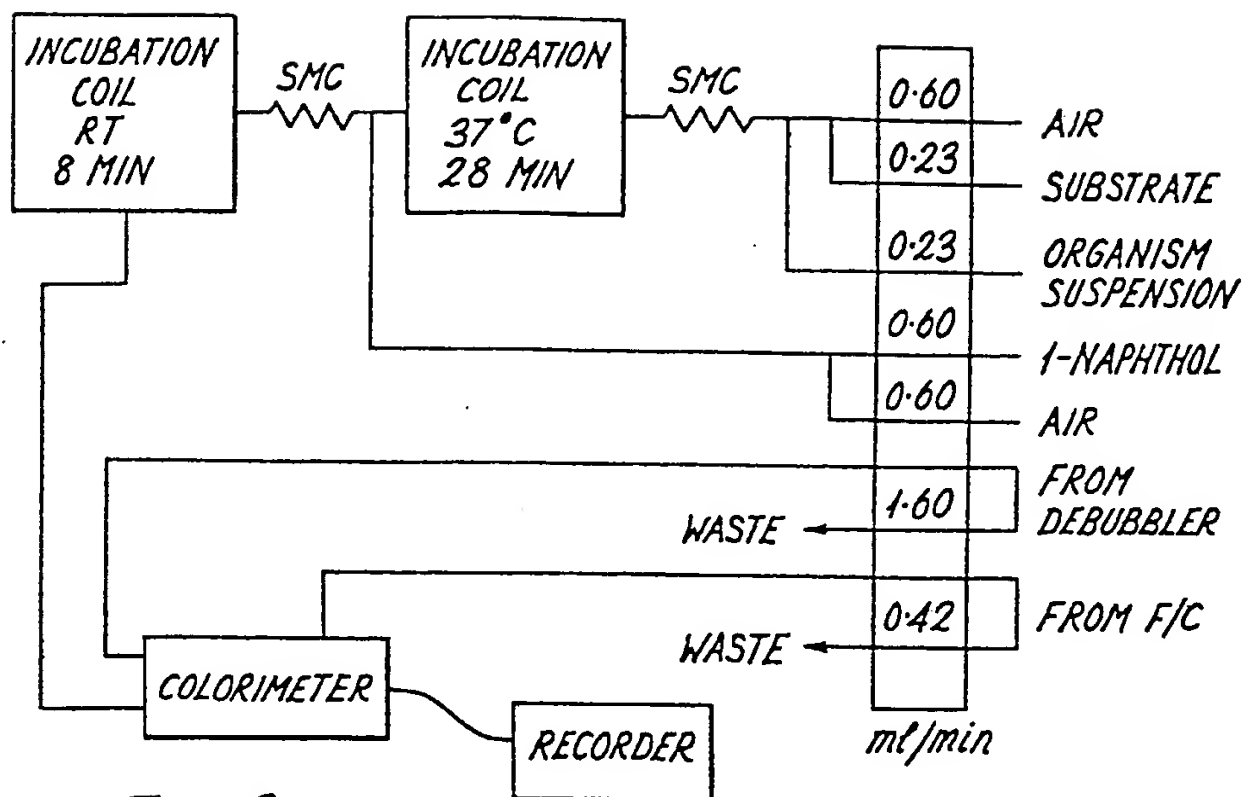 INCUBATION
COIL
RT
8 MIN
SMC
INCUBATION
COIL
37°C
28 MIN
SMC
0·60
AIR
0·23
SUBSTRATE
0·23
ORGANISM
SUSPENSION
0·60
1-NAPHTHOL
0·60
AIR
1·60
FROM
DEBUBBLER
WASTE
0·42
FROM F/C
WASTE
COLORIMETER
RECORDER
ml/min